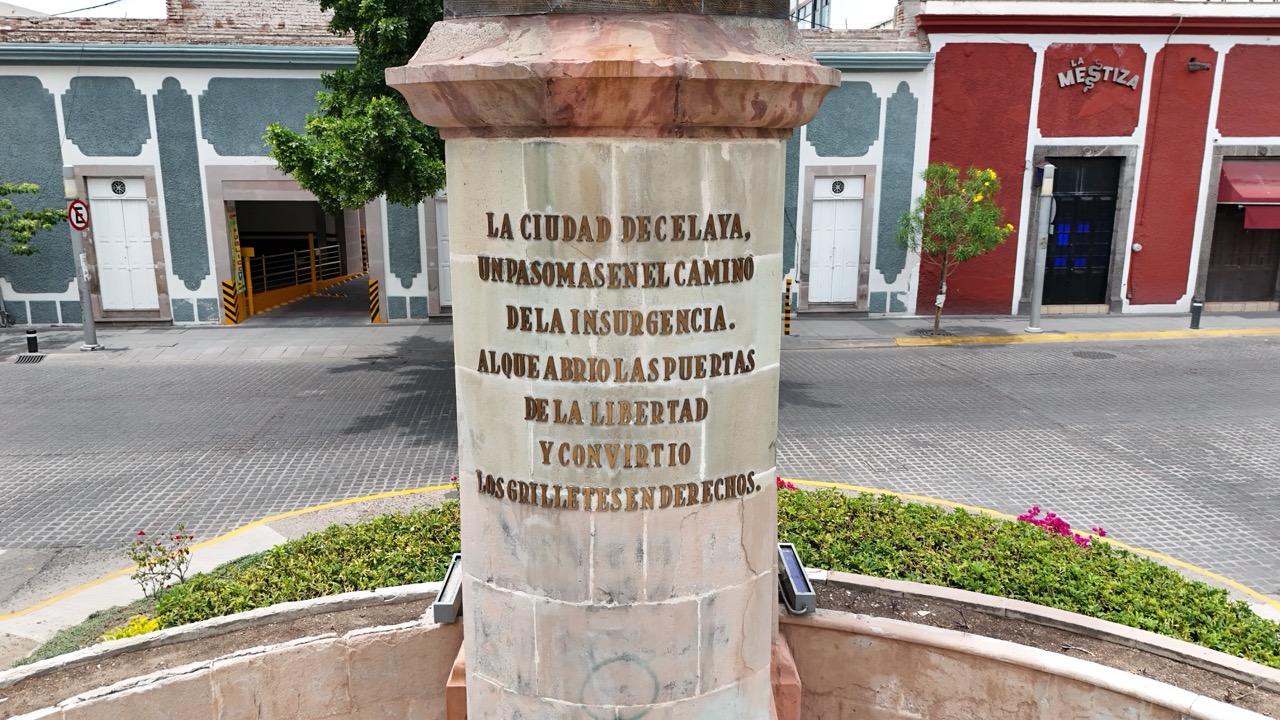 LA MESTIZA
E
LA CIUDAD DE CELAYA,
UN PASO MAS EN EL CAMINO
DE LA INSURGENCIA.
AL QUE ABRIO LAS PUERTAS
DE LA LIBERTAD
Y CONVIRTIO
LOS GRILLETES EN DERECHOS.